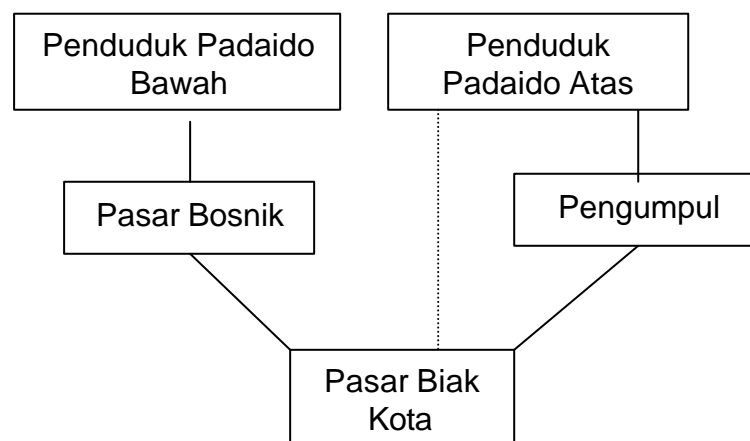 Penduduk Padaido
Bawah
Penduduk
Padaido Atas
Pasar Bosnik
Pengumpul
Pasar Biak
Kota